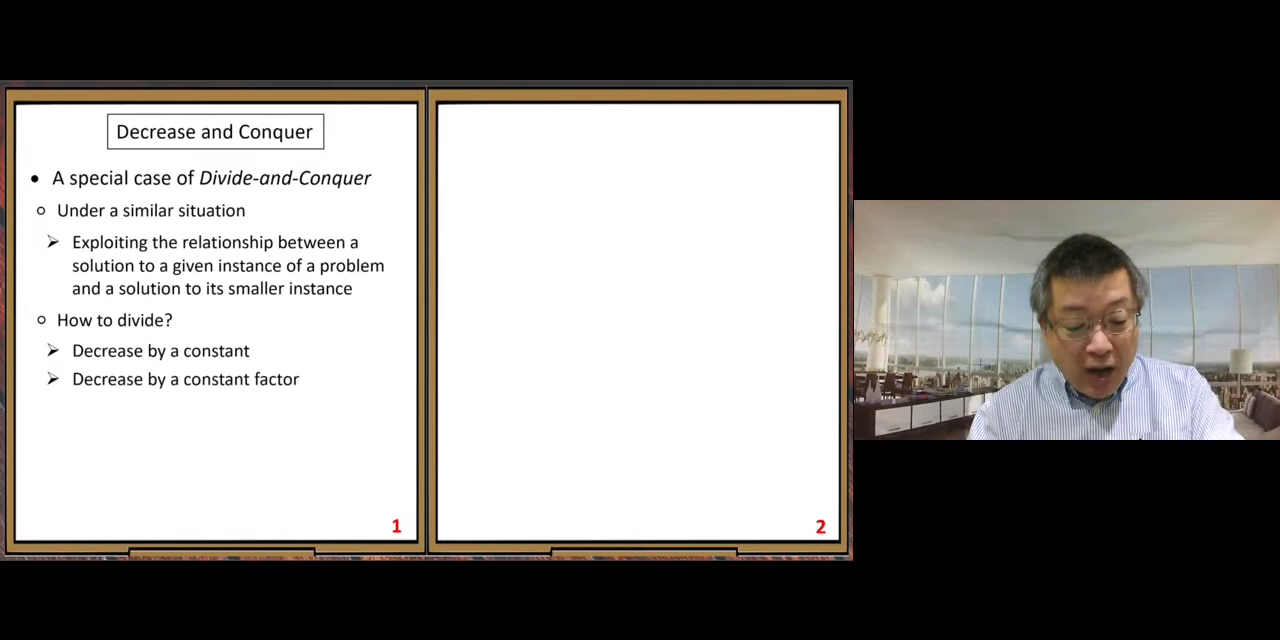 Decrease and Conquer
• A special case of Divide-and-Conquer
o Under a similar situation
➢ Exploiting the relationship between a
solution to a given instance of a problem
and a solution to its smaller instance
o How to divide?
➢ Decrease by a constant
➢ Decrease by a constant factor
1
2